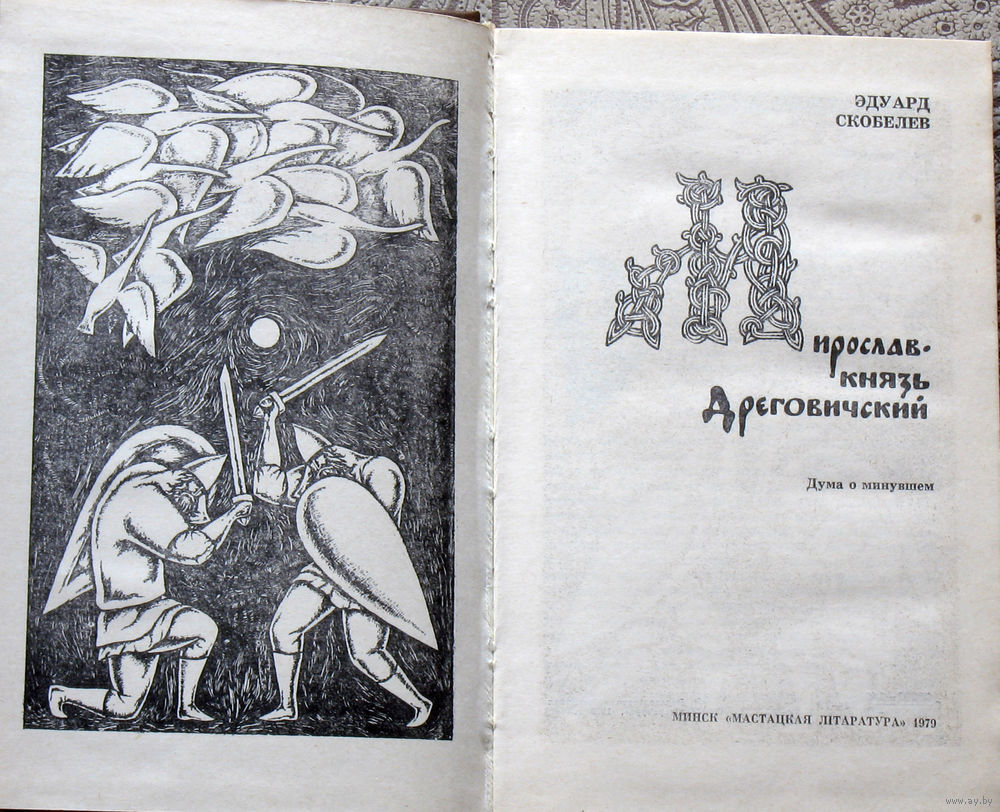 ЭДУАРД
СКОБЕЛЕВ
Мирослав-
князь
Дреговичский
Дума о минувшем
МИНСК «МАСТАЦКАЯ ЛІТАРАТУРА» 1979
www.ay.by